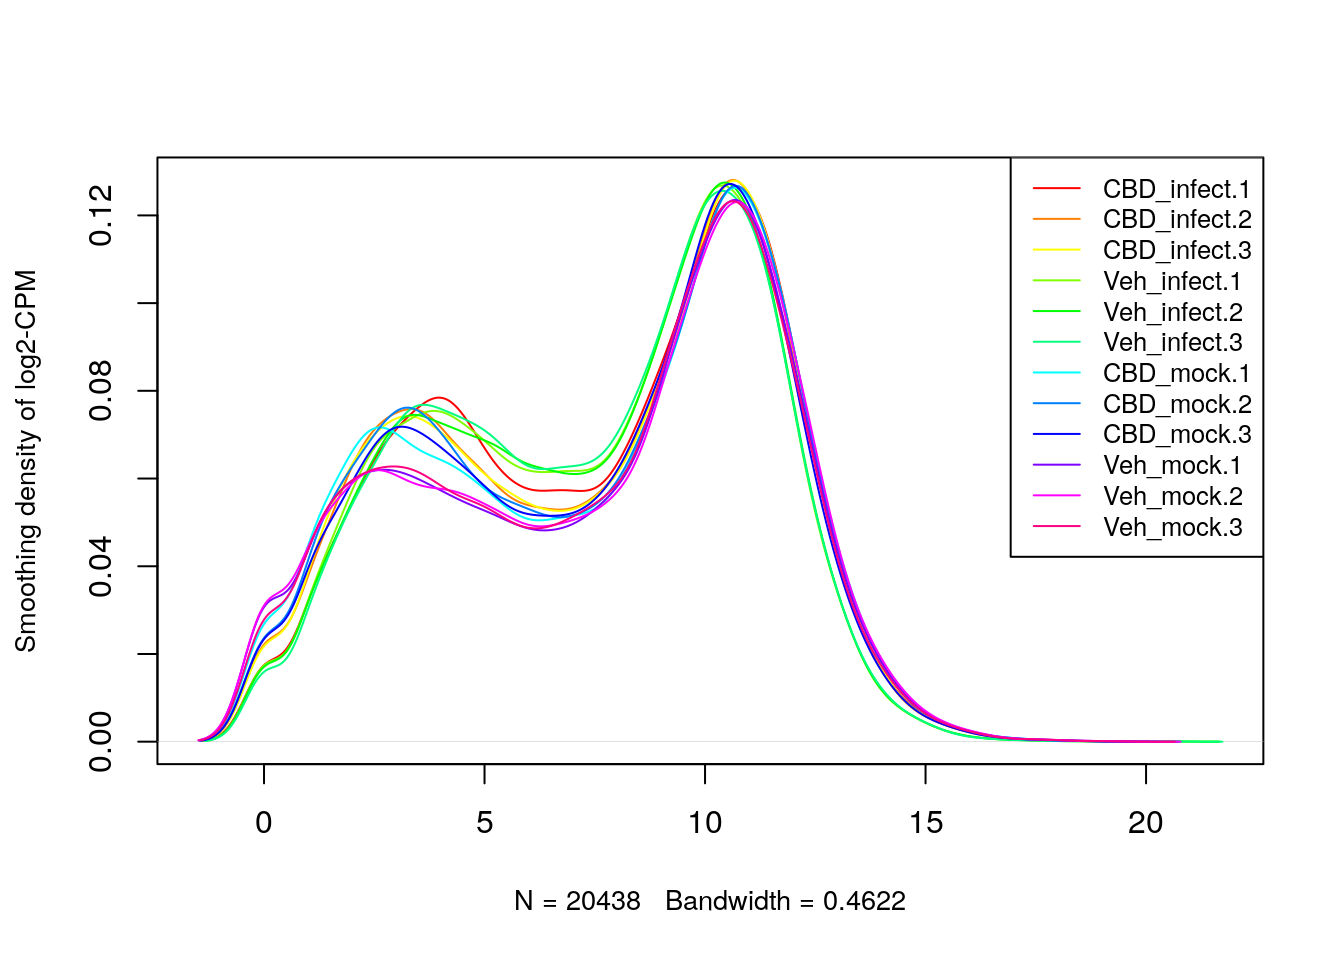 Smoothing density of log2-CPM
0.12
0.08
0.04
0.00
CBD_infect.1
CBD_infect.2
CBD_infect.3
Veh_infect.1
Veh_infect.2
Veh_infect.3
CBD_mock.1
CBD_mock.2
CBD_mock.3
Veh_mock.1
Veh_mock.2
Veh_mock.3
0 5 10 15 20
N = 20438 Bandwidth = 0.4622